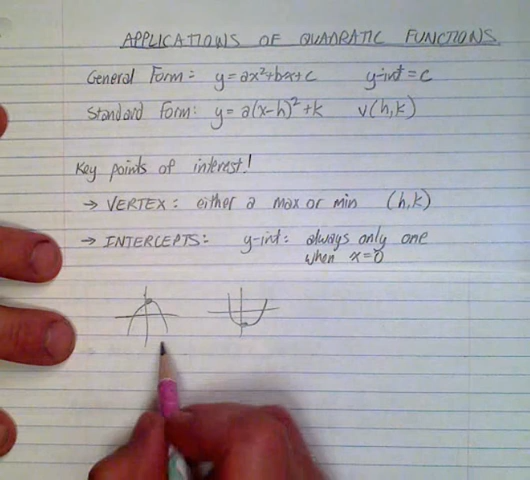 APPLICATIONS OF QUADRATIC FUNCTIONS.
General Form: y=ax²+bx+c y-int=c
Standard Form: y=a(x-h)²+k V(h,k)
Key points of interest!
→ VERTEX: either a max or min (h,k)
→ INTERCEPTS: y-int: always only one
when x=0